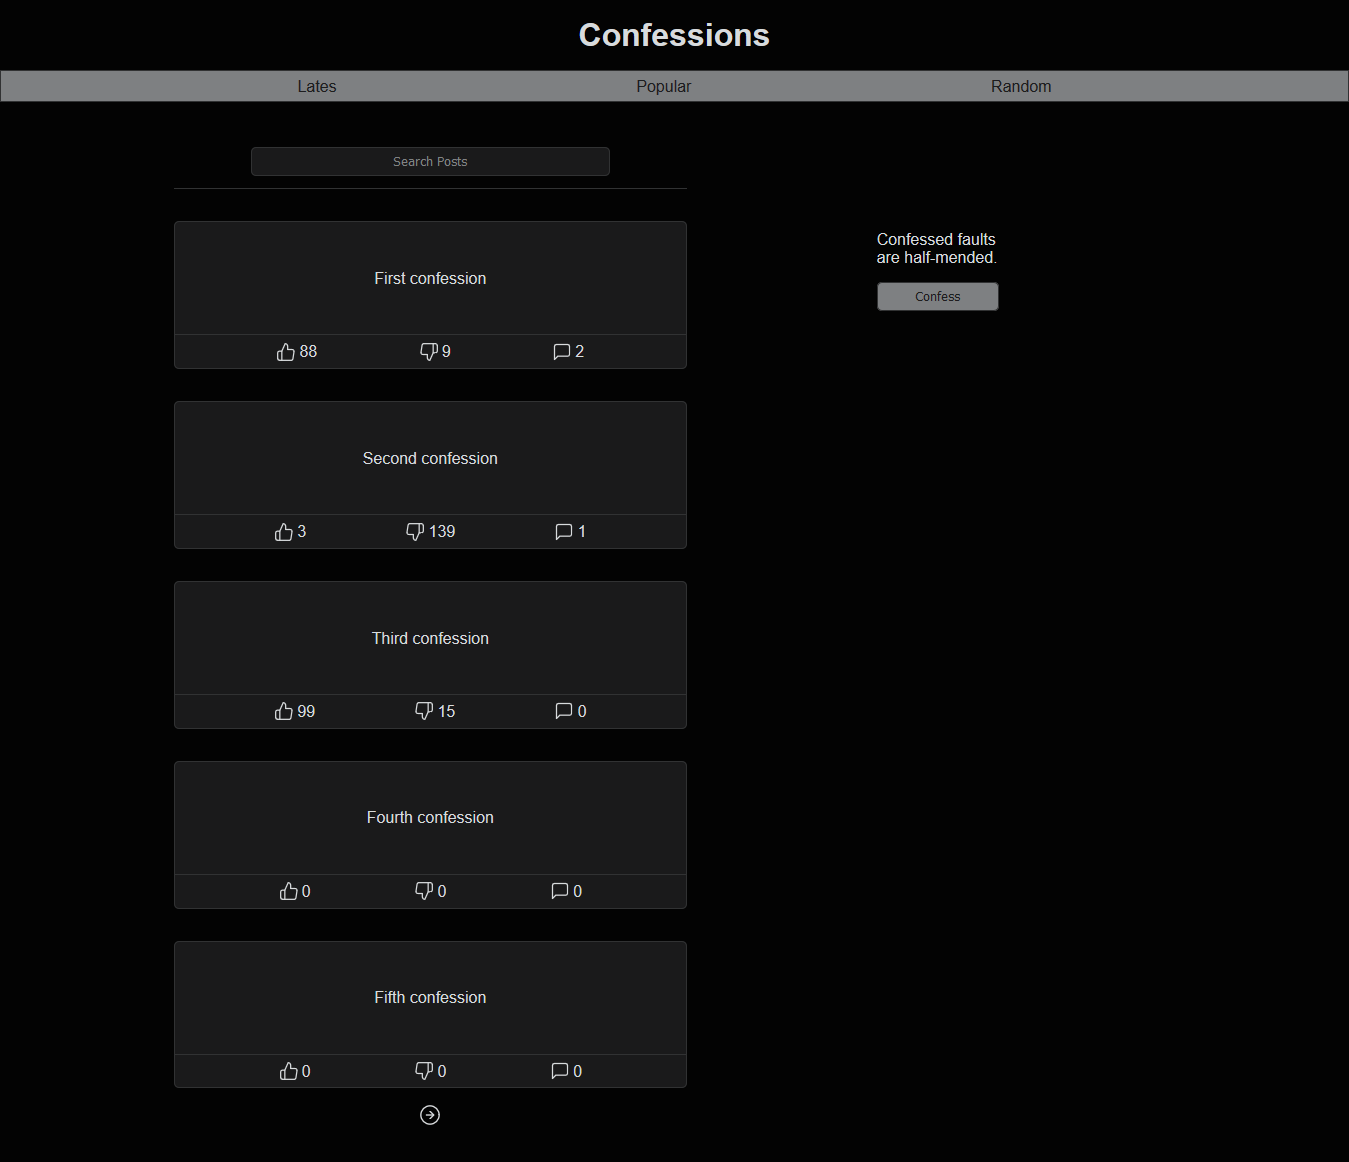 Confessions
Lates Popular Random
Search Posts
First confession
88 9 2
Confessed faults
are half-mended.
Confess
Second confession
3 139 1
Third confession
99 15 0
Fourth confession
0 0 0
Fifth confession
0 0 0